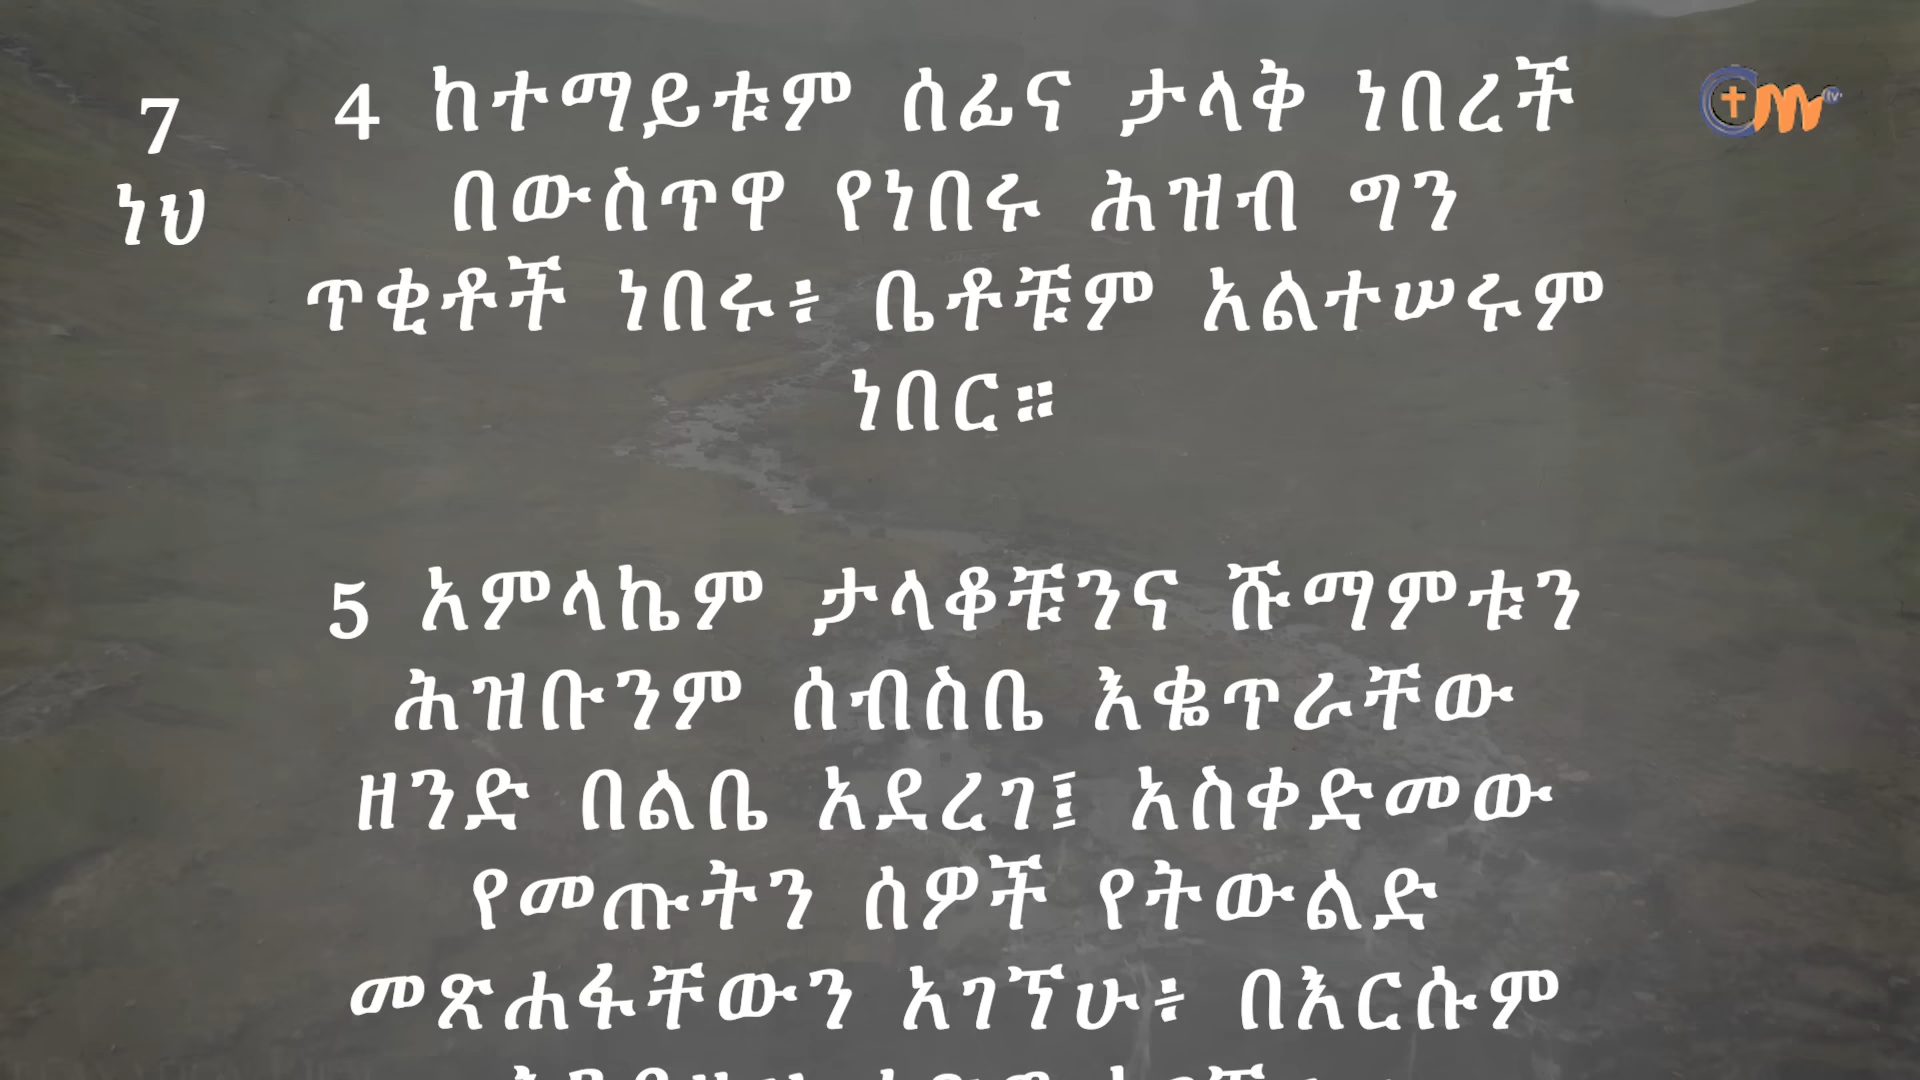 7
ነህ
4 ከተማይቱም ሰፊና ታላቅ ነበረች
በውስጥዋ የነበሩ ሕዝብ ግን
ጥቂቶች ነበሩ፥ ቤቶቹም አልተሠሩም
ነበር።
5 አምላኬም ታላቆቹንና ሹማምቱን
ሕዝቡንም ሰብስቤ እቈጥራቸው
ዘንድ በልቤ አደረገ፤ አስቀድመው
የመጡትን ሰዎች የትውልድ
መጽሐፋቸውን አገኘሁ፥ በእርሱም